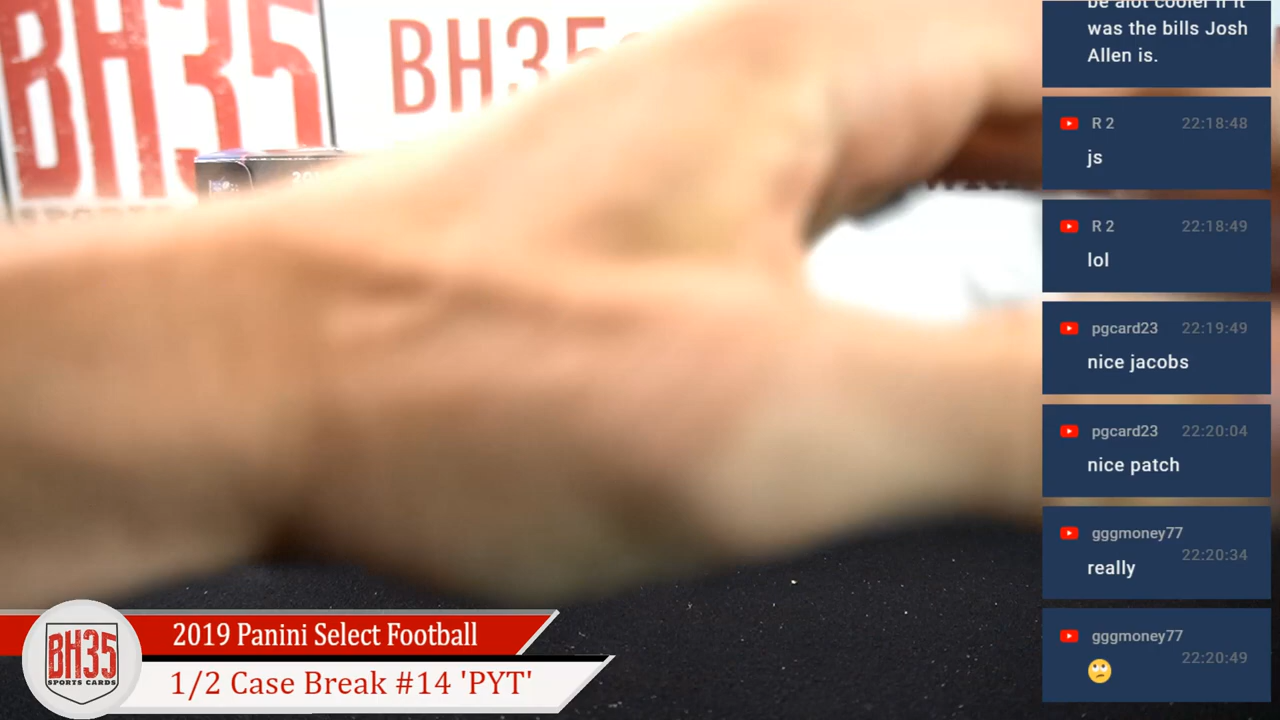 BH35
BH35
be alot cooler if it
was the bills Josh
Allen is.
R 2 22:18:48
js
R 2 22:18:49
lol
pgcard23 22:19:49
nice jacobs
pgcard23 22:20:04
nice patch
gggmoney77
22:20:34
really
gggmoney77
22:20:49
🙄
2019 Panini Select Football
1/2 Case Break #14 'PYT'
BH35
SPORTS CARDS